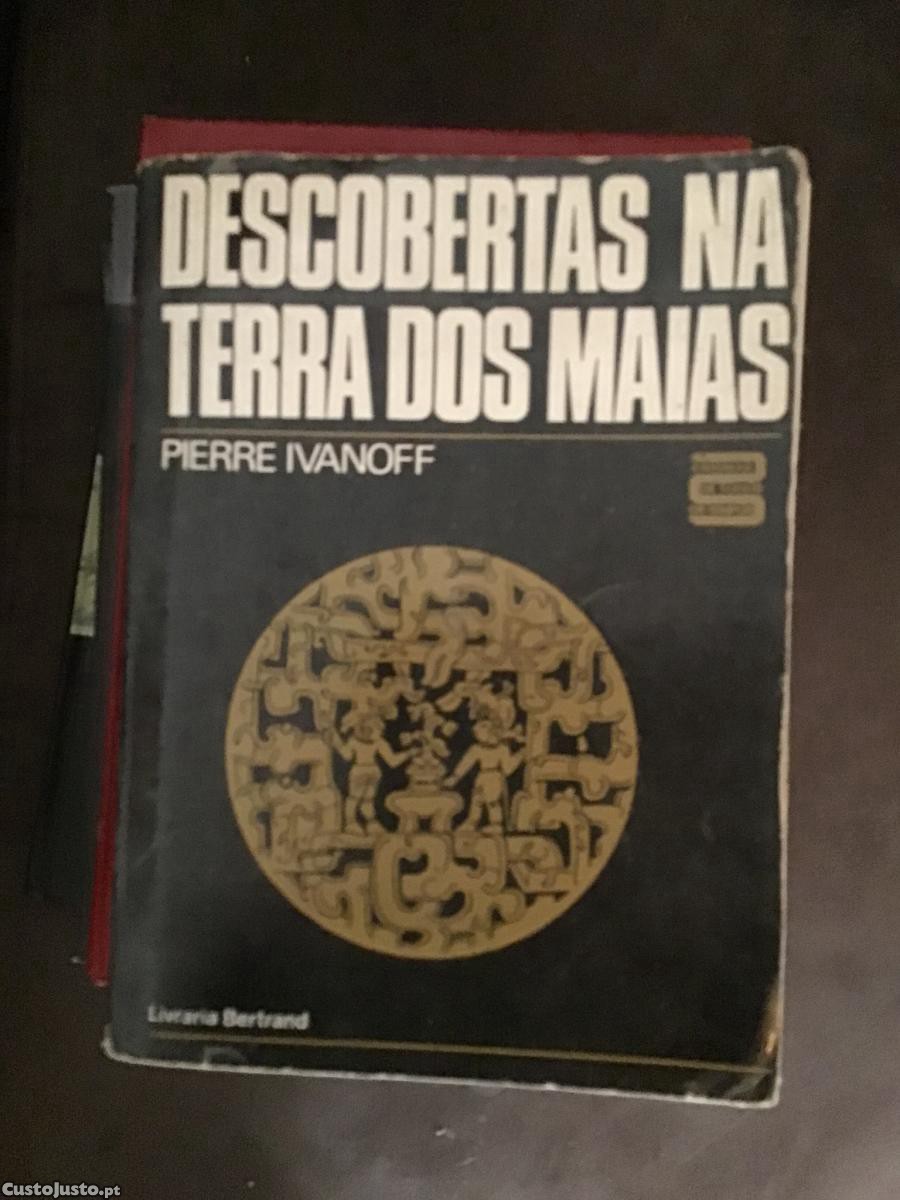 DESCOBERTAS NA
TERRA DOS MAIAS
PIERRE IVANOFF
Livraria Bertrand
CustoJusto.pt